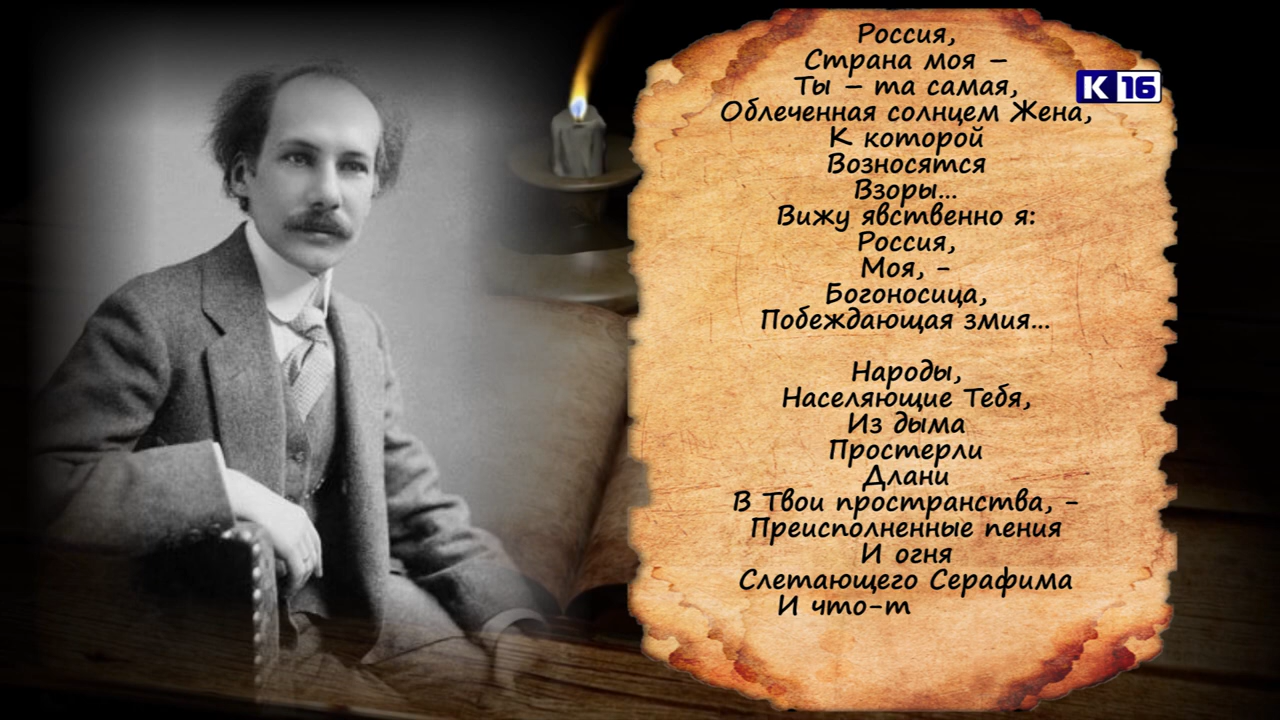 Россия,
Страна моя –
Ты – та самая,
Облеченная солнцем Жена,
К которой
Возносятся
Взоры...
Вижу явственно я:
Россия,
Моя, -
Богоносица,
Побеждающая змия...
Народы,
Населяющие Тебя,
Из дыма
Простерли
Длани
В Твои пространства, -
Преисполненные пения
И огня
Слетающего Серафима
И что-т
К 16